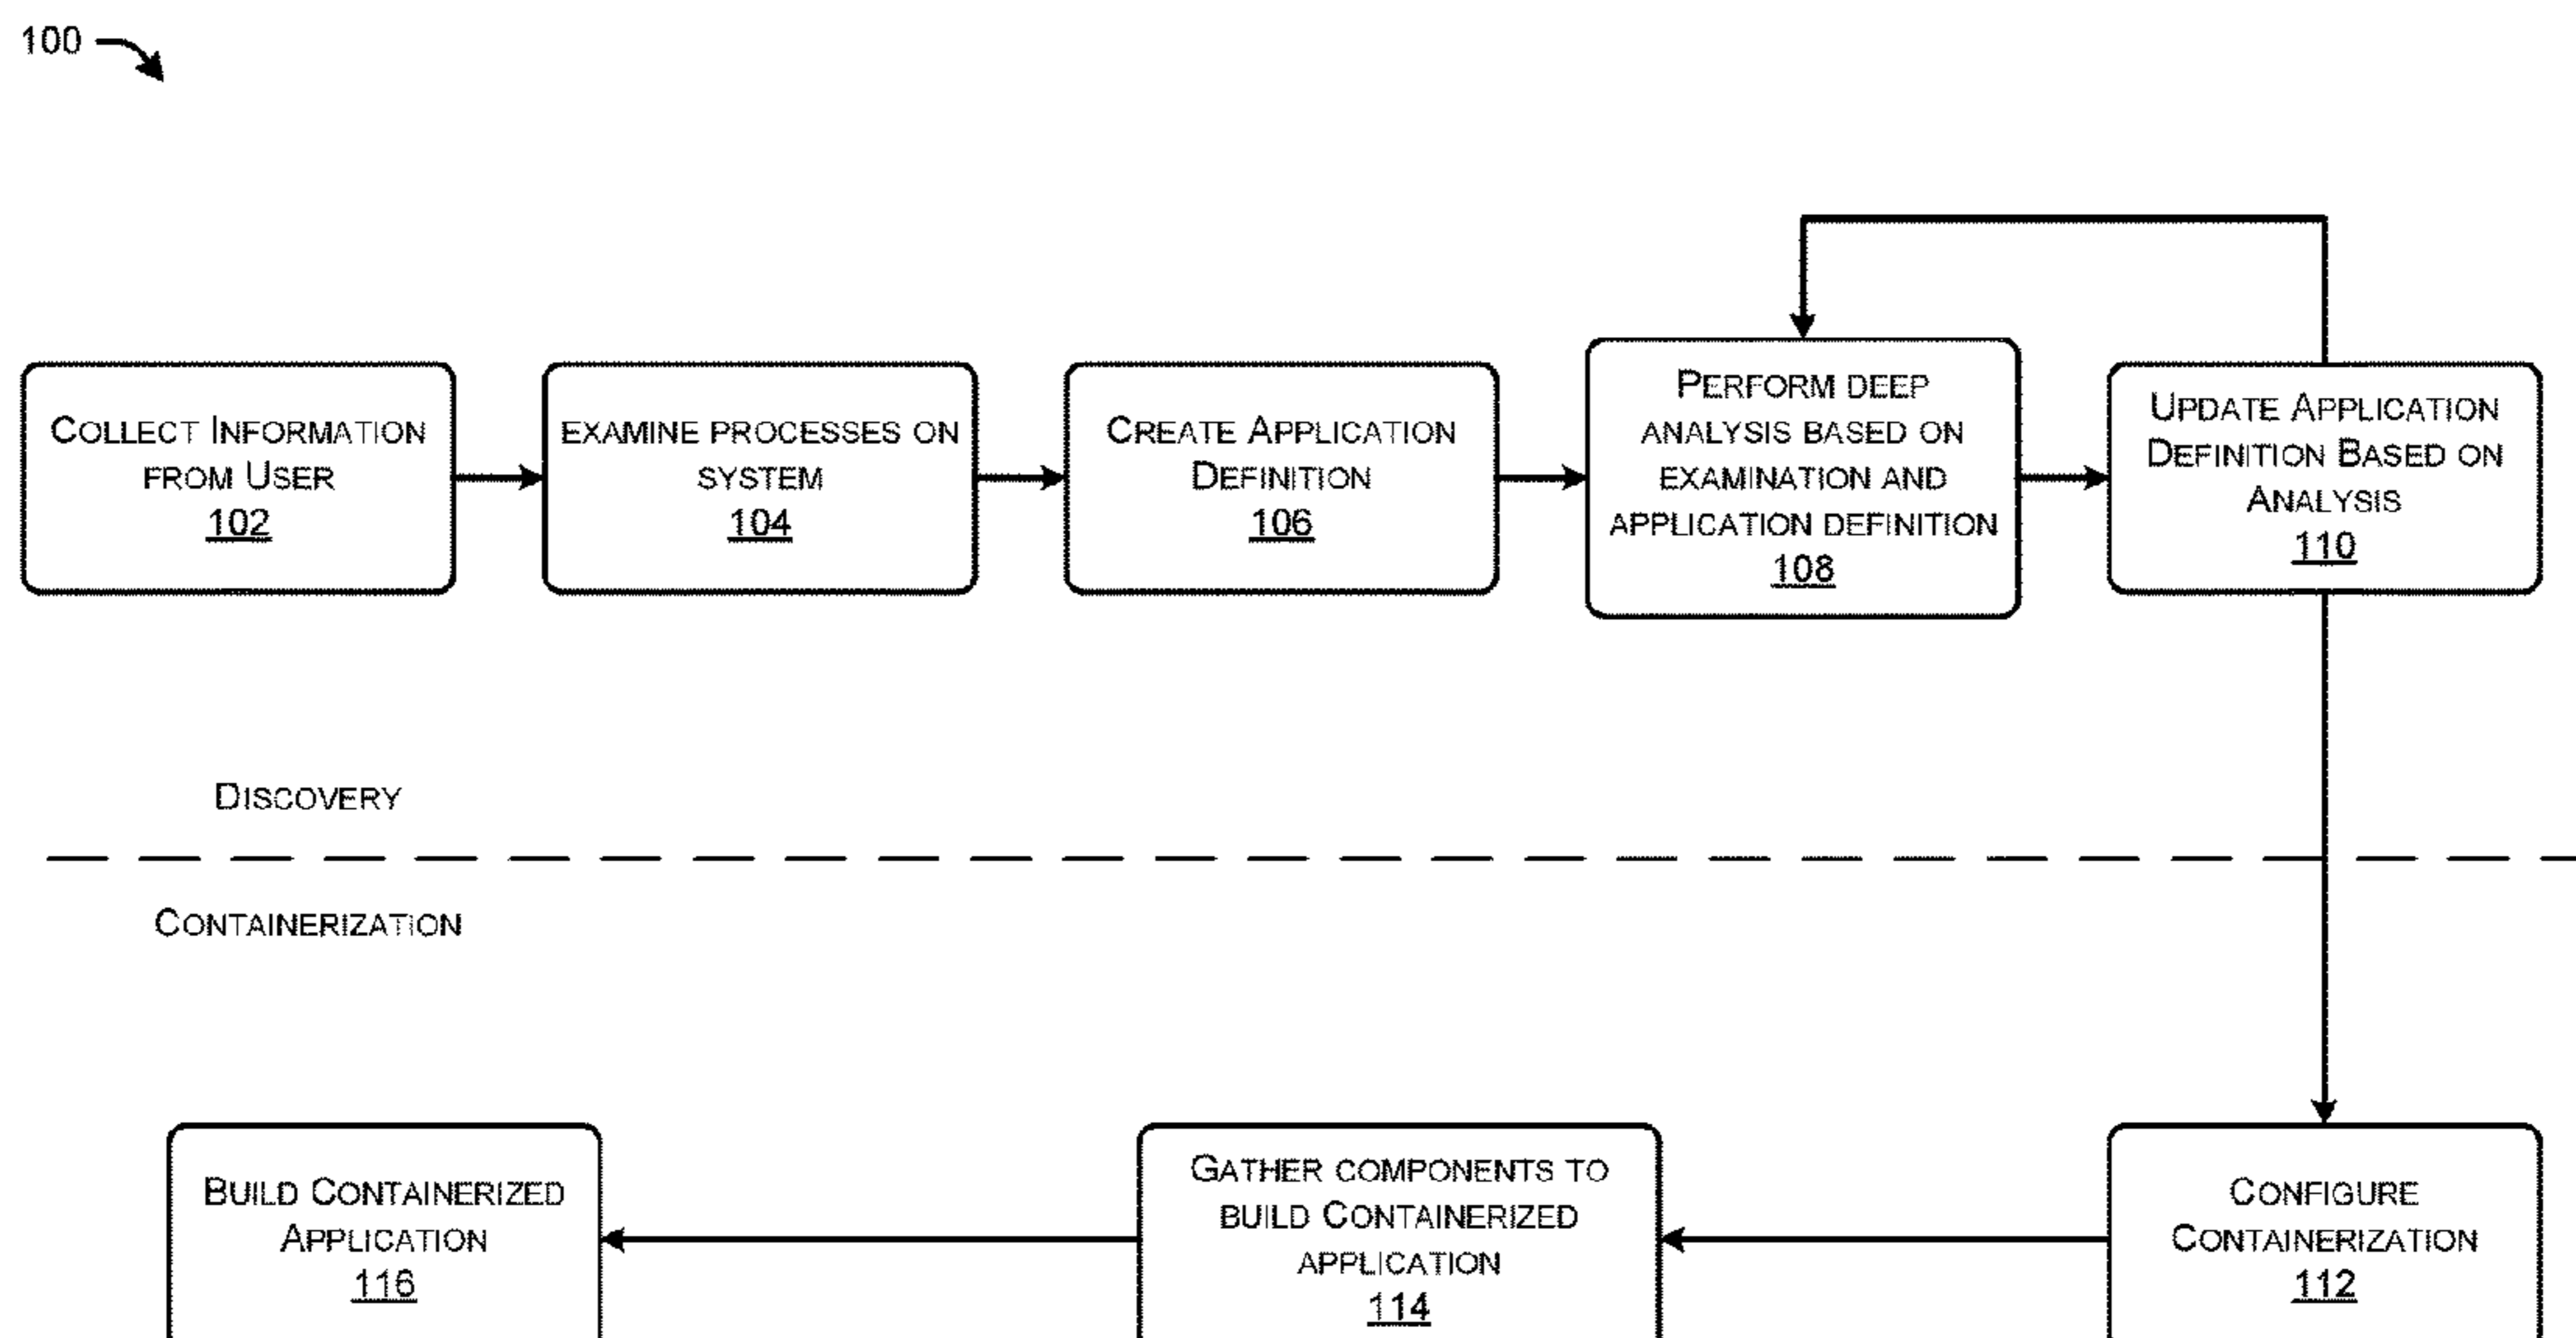 100
COLLECT INFORMATION
FROM USER
102
EXAMINE PROCESSES ON
SYSTEM
104
CREATE APPLICATION
DEFINITION
106
PERFORM DEEP
ANALYSIS BASED ON
EXAMINATION AND
APPLICATION DEFINITION
108
UPDATE APPLICATION
DEFINITION BASED ON
ANALYSIS
110
DISCOVERY
CONTAINERIZATION
BUILD CONTAINERIZED
APPLICATION
116
GATHER COMPONENTS TO
BUILD CONTAINERIZED
APPLICATION
114
CONFIGURE
CONTAINERIZATION
112